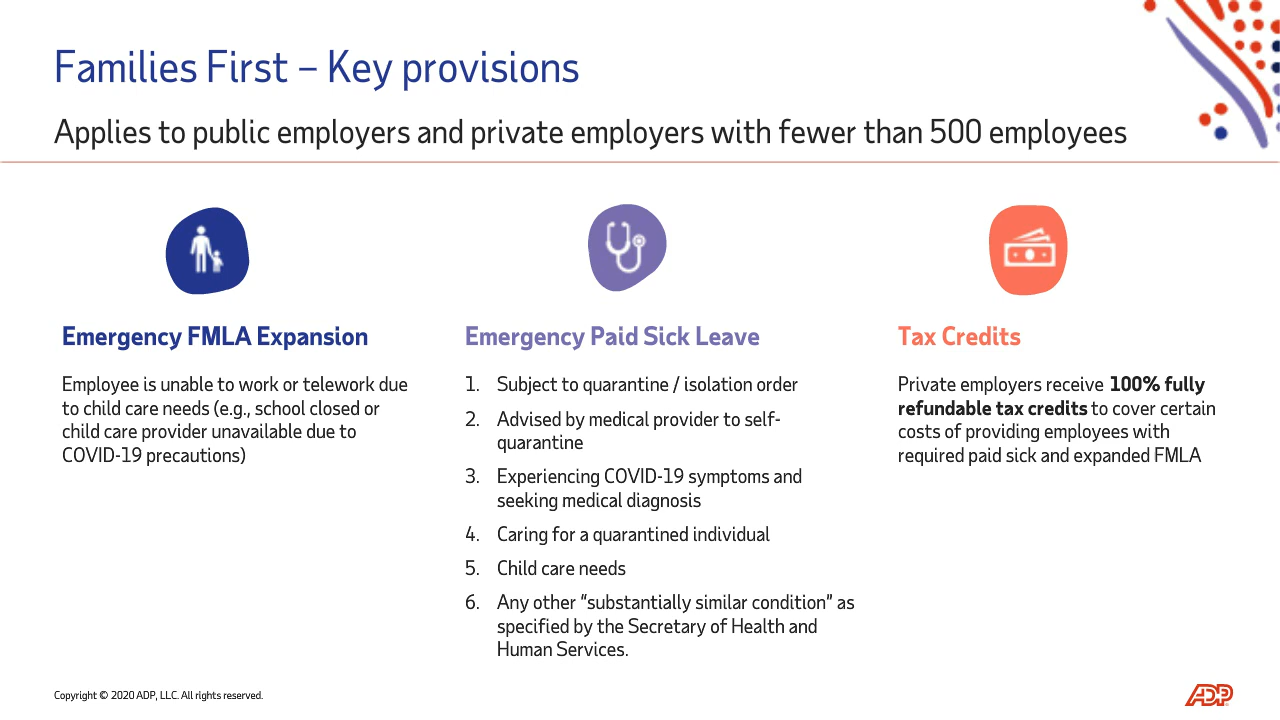 Families First – Key provisions
Applies to public employers and private employers with fewer than 500 employees
Emergency FMLA Expansion
Employee is unable to work or telework due
to child care needs (e.g., school closed or
child care provider unavailable due to
COVID-19 precautions)
Emergency Paid Sick Leave
1. Subject to quarantine / isolation order
2. Advised by medical provider to self-
quarantine
3. Experiencing COVID-19 symptoms and
seeking medical diagnosis
4. Caring for a quarantined individual
5. Child care needs
6. Any other “substantially similar condition” as
specified by the Secretary of Health and
Human Services.
Tax Credits
Private employers receive 100% fully
refundable tax credits to cover certain
costs of providing employees with
required paid sick and expanded FMLA
Copyright © 2020 ADP, LLC. All rights reserved.
ADP